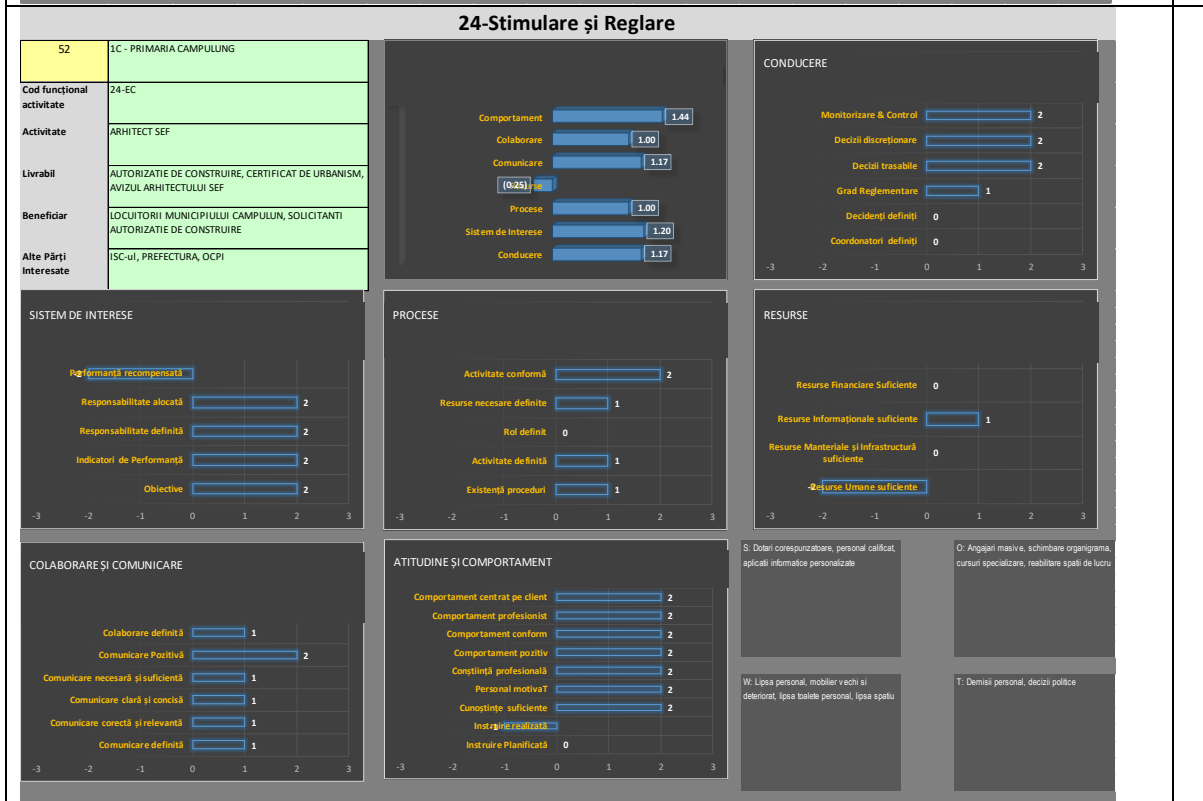 24-Stimulare și Reglare
52
1C - PRIMARIA CAMPULUNG
Cod funcțional
activitate
24-EC
Activitate
ARHITECT SEF
Livrabil
AUTORIZATIE DE CONSTRUIRE, CERTIFICAT DE URBANISM,
AVIZUL ARHITECTULUI SEF
Beneficiar
LOCUITORII MUNICIPIULUI CAMPULUN, SOLICITANTI
AUTORIZATIE DE CONSTRUIRE
Alte Părți
Interesate
ISC-ul, PREFECTURA, OCPI
Comportament 1.44
Colaborare 1.00
Comunicare 1.17
(0.25)
Procese 1.00
Sistem de Interese 1.20
Conducere 1.17
CONDUCERE
Monitorizare & Control 2
Decizii discreționare 2
Decizii trasabile 2
Grad Reglementare 1
Decidenți definiți 0
Coordonatori definiți 0
-3 -2 -1 0 1 2 3
SISTEM DE INTERESE
Performanță recompensată -2
Responsabilitate alocată 2
Responsabilitate definită 2
Indicatori de Performanță 2
Obiective 2
-3 -2 -1 0 1 2 3
PROCESE
Activitate conformă 2
Resurse necesare definite 1
Rol definit 0
Activitate definită 1
Existență proceduri 1
-3 -2 -1 0 1 2 3
RESURSE
Resurse Financiare Suficiente 0
Resurse Informaționale suficiente 1
Resurse Manteriale și Infrastructură
suficiente 0
Resurse Umane suficiente -2
-3 -2 -1 0 1 2 3
COLABORARE ȘI COMUNICARE
Colaborare definită 1
Comunicare Pozitivă 2
Comunicare necesară și suficientă 1
Comunicare clară și concisă 1
Comunicare corectă și relevantă 1
Comunicare definită 1
-3 -2 -1 0 1 2 3
ATITUDINE ȘI COMPORTAMENT
Comportament centrat pe client 2
Comportament profesionist 2
Comportament conform 2
Comportament pozitiv 2
Conștiință profesională 2
Personal motivaT 2
Cunoștințe suficiente 2
Instruire realizată -1
Instruire Planificată 0
-3 -2 -1 0 1 2 3
S: Dotari corespunzatoare, personal calificat,
aplicatii informatice personalizate
O: Angajari masive, schimbare organigrama,
cursuri specializare, reabilitare spatii de lucru
W: Lipsa personal, mobilier vechi si
deteriorat, lipsa toalete personal, lipsa spatiu
T: Demisii personal, decizii politice